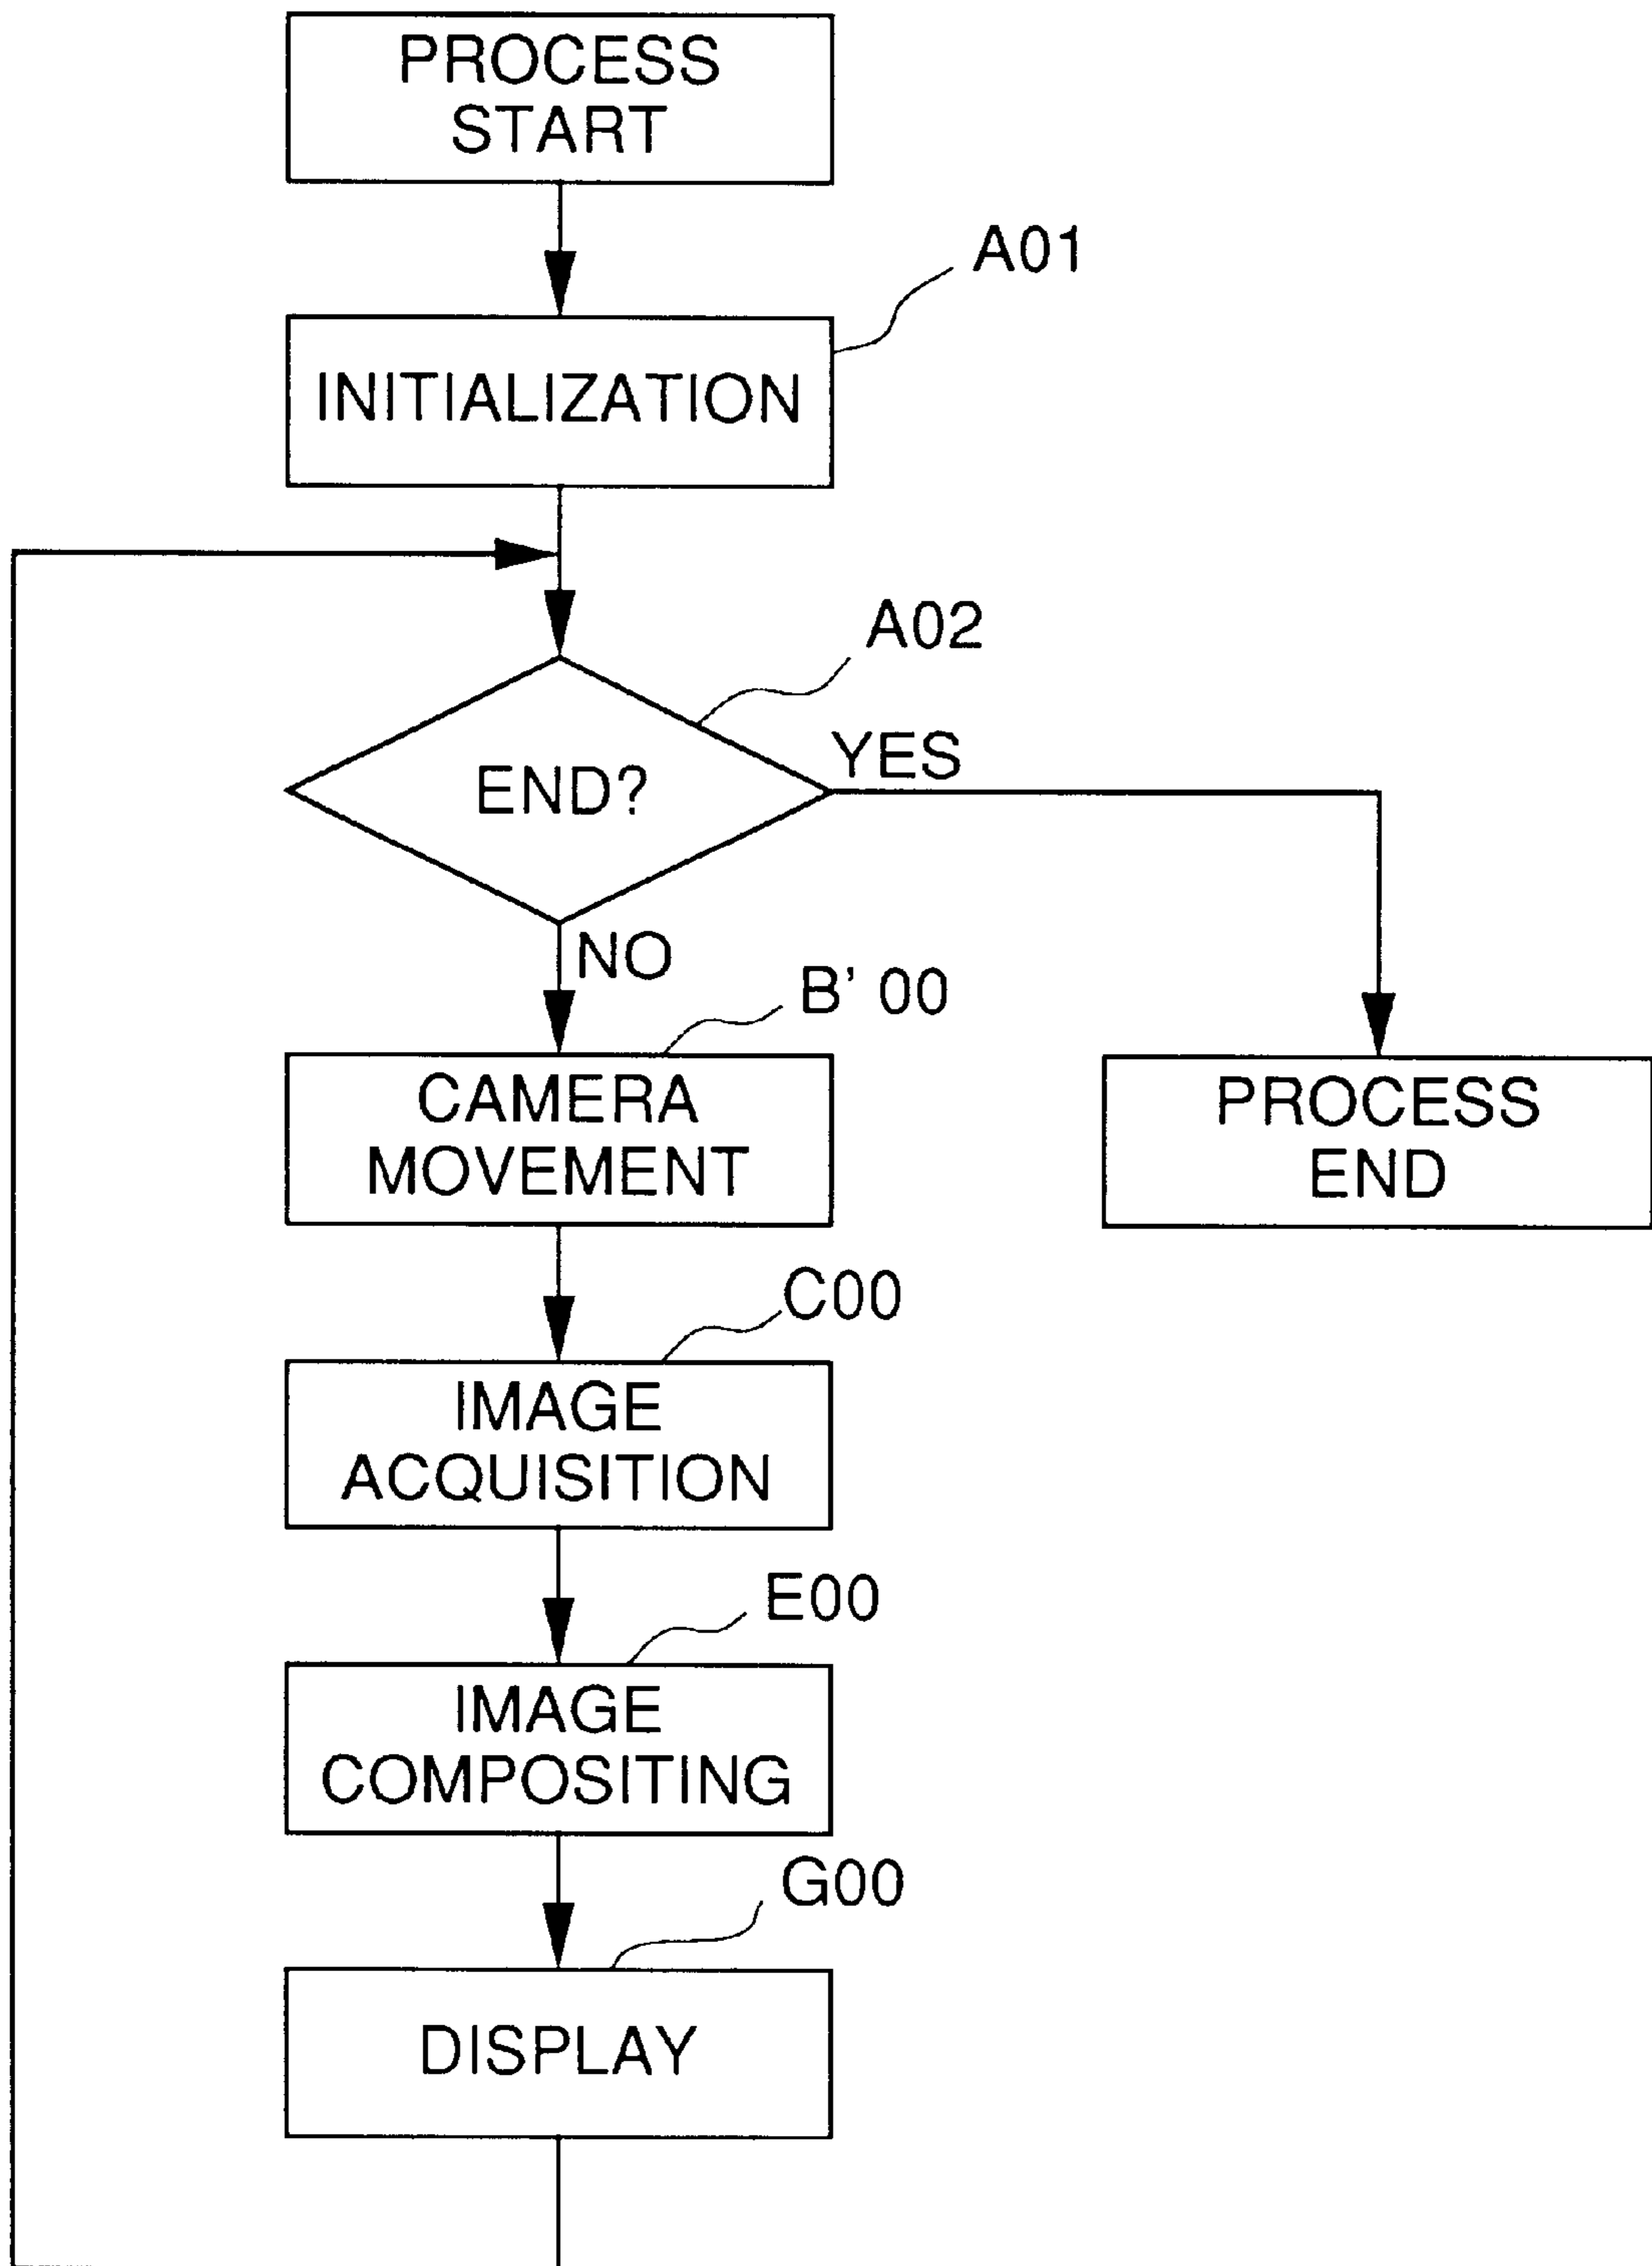 PROCESS
START
A01
INITIALIZATION
A02
END?
YES
NO
B' 00
CAMERA
MOVEMENT
PROCESS
END
C00
IMAGE
ACQUISITION
E00
IMAGE
COMPOSITING
G00
DISPLAY